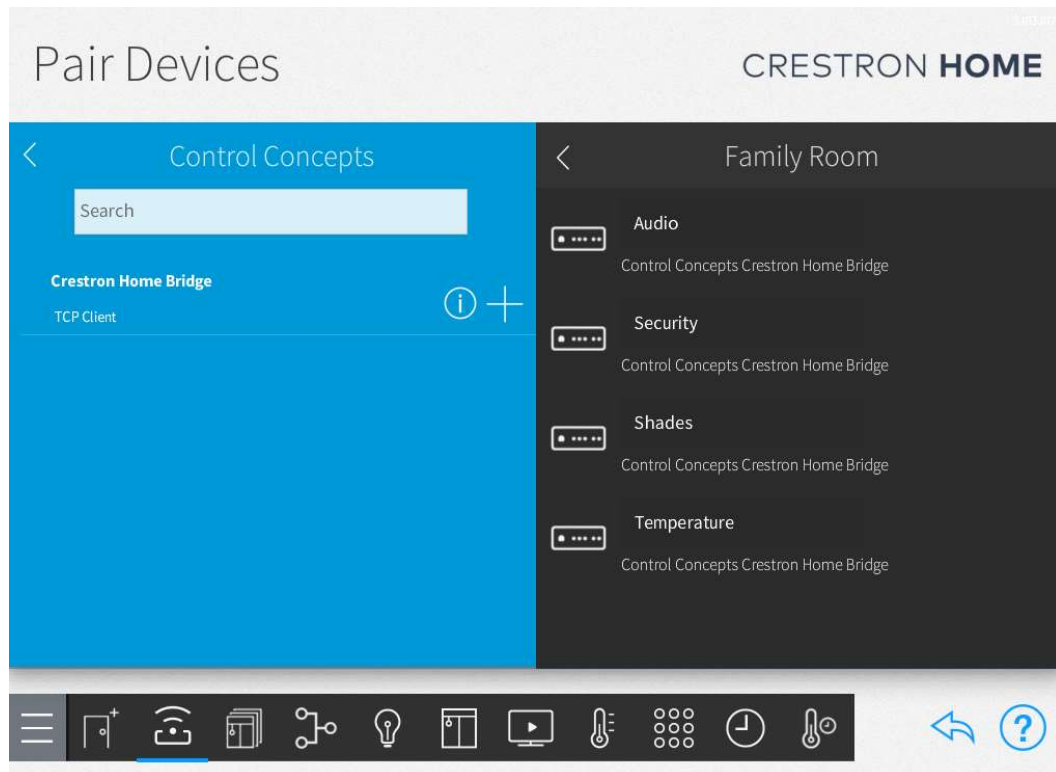 Pair Devices
CRESTRON HOME
Control Concepts
Search
Crestron Home Bridge
TCP Client
Family Room
Audio
Control Concepts Crestron Home Bridge
Security
Control Concepts Crestron Home Bridge
Shades
Control Concepts Crestron Home Bridge
Temperature
Control Concepts Crestron Home Bridge